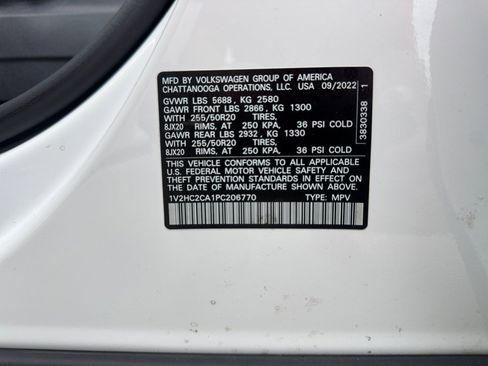 MFD BY VOLKSWAGEN GROUP OF AMERICA
CHATTANOOGA OPERATIONS, LLC. USA 09/2022
GVWR LBS 5688, KG 2580
GAWR FRONT LBS 2866, KG 1300
WITH 255/50R20 TIRES,
8JX20 RIMS, AT 250 KPA, 36 PSI COLD
GAWR REAR LBS 2932, KG 1330
WITH 255/50R20 TIRES,
8JX20 RIMS, AT 250 KPA, 36 PSI COLD
THIS VEHICLE CONFORMS TO ALL APPLICABLE
U.S. FEDERAL MOTOR VEHICLE SAFETY AND
THEFT PREVENTION STANDARDS IN EFFECT ON
THE DATE OF MANUFACTURE SHOWN ABOVE.
1V2HC2CA1PC206770 TYPE: MPV
3830338 1